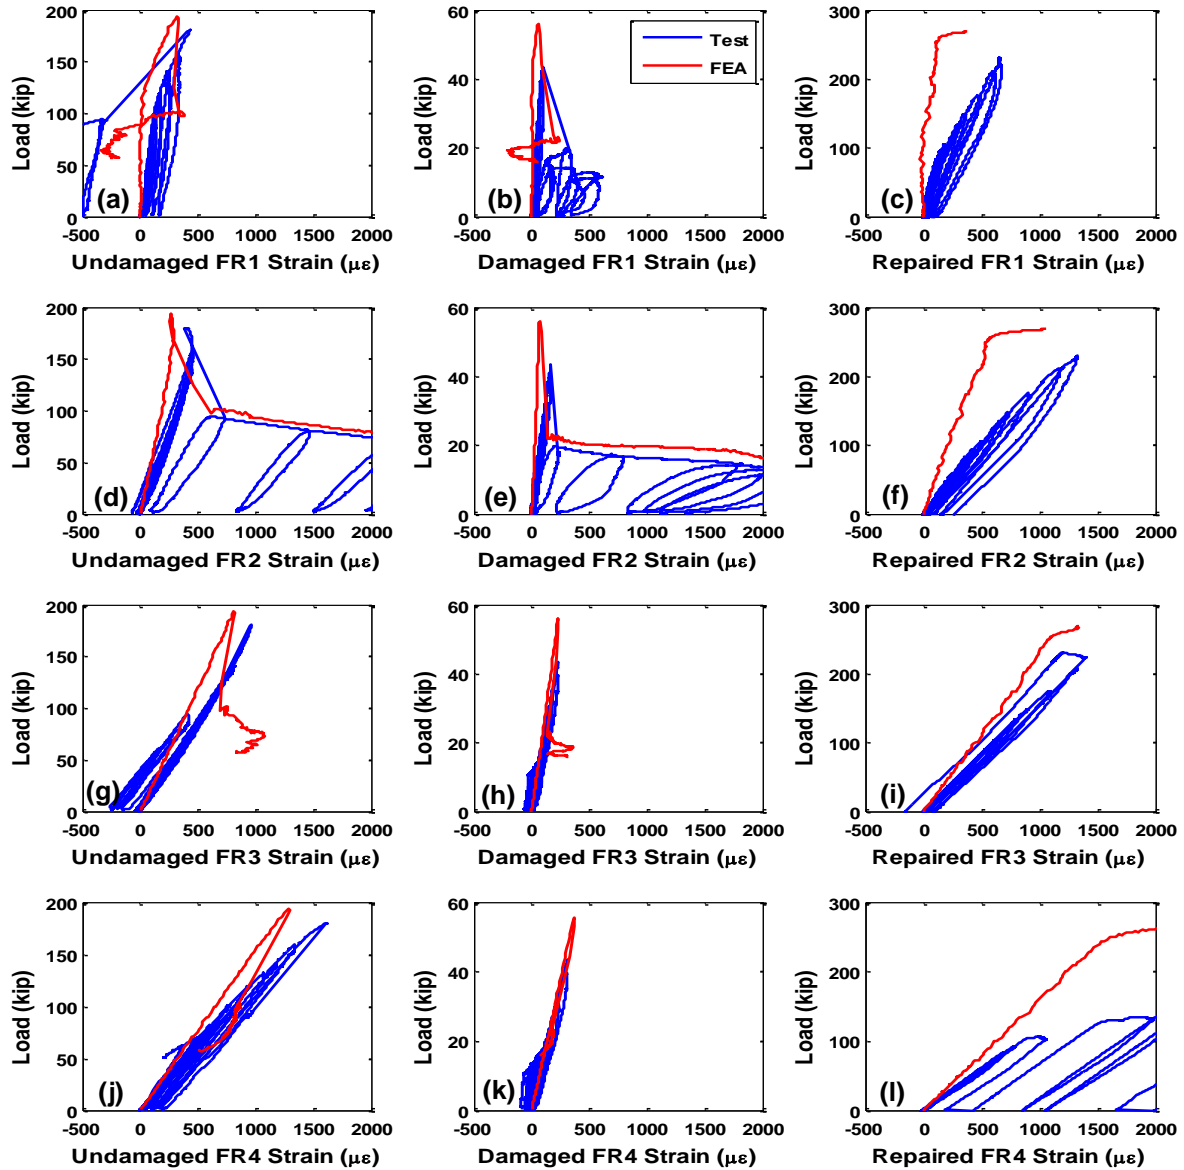 200
150
100
50
0
Load (kip)
(a)
-500 0 500 1000 1500 2000
Undamaged FR1 Strain (με)
60
40
20
0
Load (kip)
Test
FEA
(b)
-500 0 500 1000 1500 2000
Damaged FR1 Strain (με)
300
200
100
0
Load (kip)
(c)
-500 0 500 1000 1500 2000
Repaired FR1 Strain (με)
200
150
100
50
0
Load (kip)
(d)
-500 0 500 1000 1500 2000
Undamaged FR2 Strain (με)
60
40
20
0
Load (kip)
(e)
-500 0 500 1000 1500 2000
Damaged FR2 Strain (με)
300
200
100
0
Load (kip)
(f)
-500 0 500 1000 1500 2000
Repaired FR2 Strain (με)
200
150
100
50
0
Load (kip)
(g)
-500 0 500 1000 1500 2000
Undamaged FR3 Strain (με)
60
40
20
0
Load (kip)
(h)
-500 0 500 1000 1500 2000
Damaged FR3 Strain (με)
300
200
100
0
Load (kip)
(i)
-500 0 500 1000 1500 2000
Repaired FR3 Strain (με)
200
150
100
50
0
Load (kip)
(j)
-500 0 500 1000 1500 2000
Undamaged FR4 Strain (με)
60
40
20
0
Load (kip)
(k)
-500 0 500 1000 1500 2000
Damaged FR4 Strain (με)
300
200
100
0
Load (kip)
(l)
-500 0 500 1000 1500 2000
Repaired FR4 Strain (με)